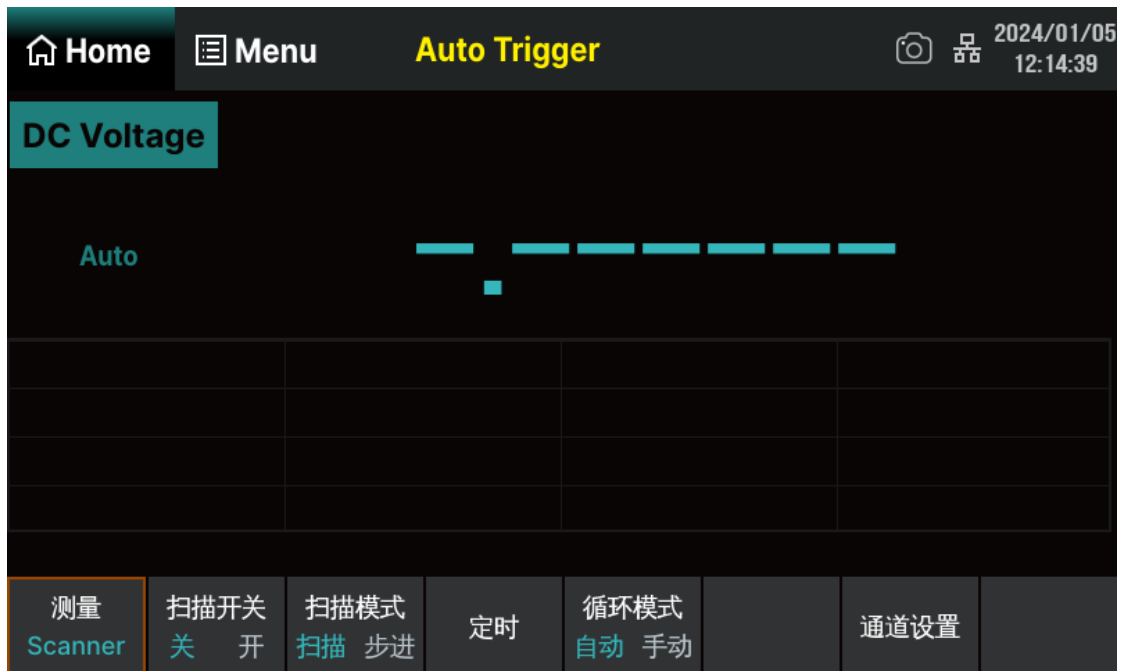 Home Menu Auto Trigger 2024/01/05
12:14:39
DC Voltage
Auto
测量 扫描开关 扫描模式 定时 循环模式 通道设置
Scanner 关 开 扫描 步进 自动 手动